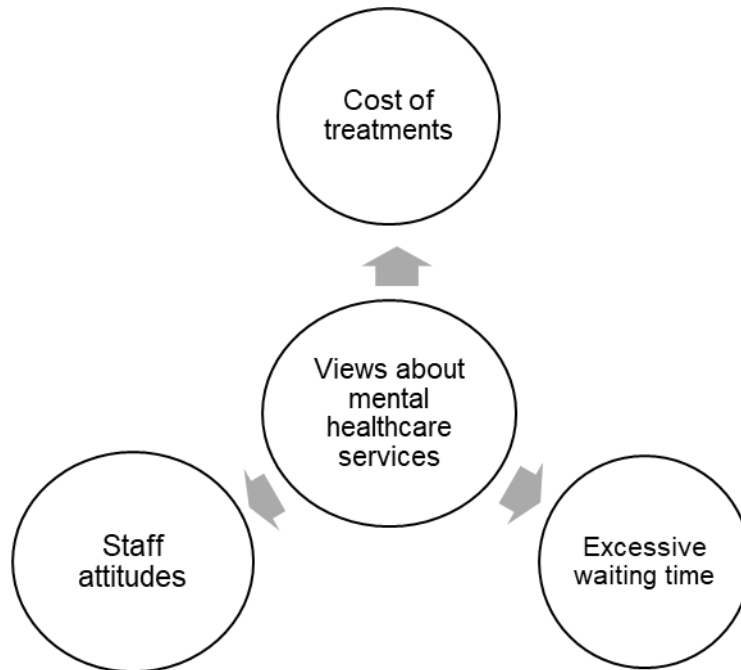 Cost of
treatments
Views about
mental
healthcare
services
Staff
attitudes
Excessive
waiting time